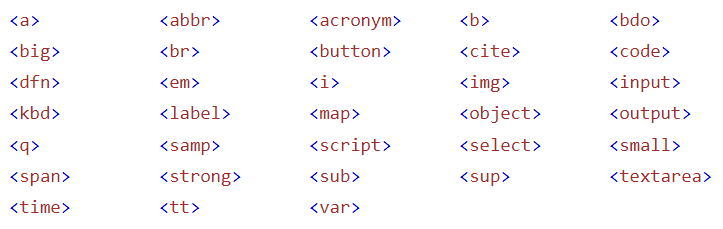 <a> <abbr> <acronym> <b> <bdo>
<big> <br> <button> <cite> <code>
<dfn> <em> <i> <img> <input>
<kbd> <label> <map> <object> <output>
<q> <samp> <script> <select> <small>
<span> <strong> <sub> <sup> <textarea>
<time> <tt> <var>